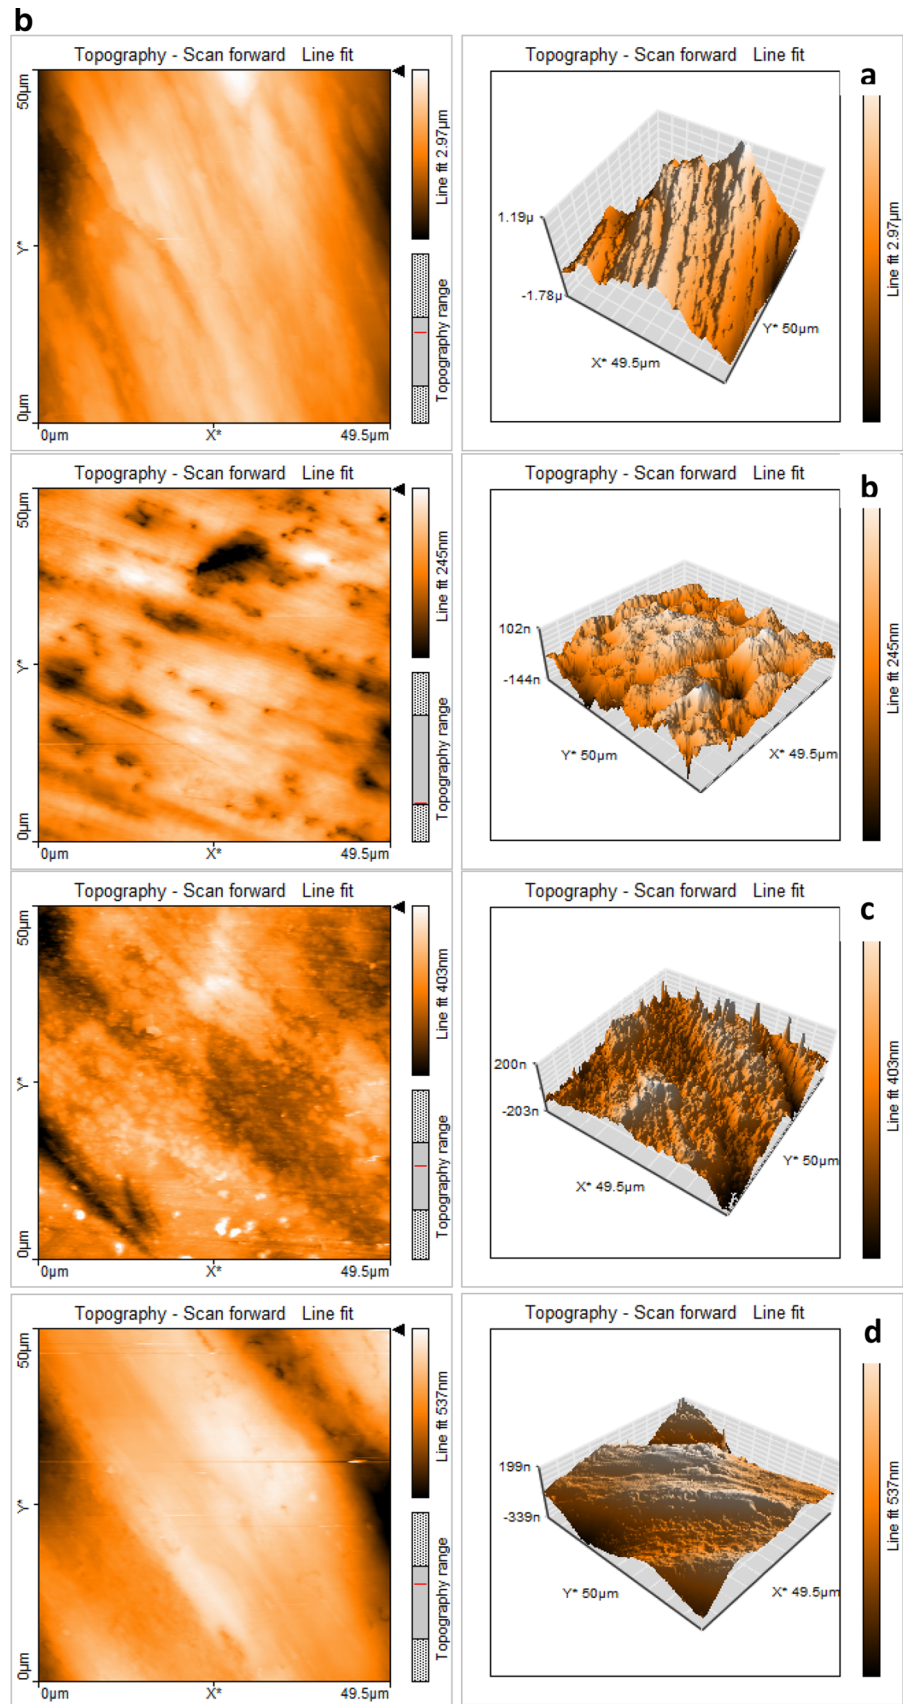 b
Topography - Scan forward Line fit
50µm
Y*
0µm
0µm
X*
49.5µm
Line fit 2.97µm
Topography range
Topography - Scan forward Line fit
a
1.19µ
-1.78µ
X* 49.5µm
Y* 50µm
Line fit 2.97µm
Topography - Scan forward Line fit
50µm
Y*
0µm
0µm
X*
49.5µm
Line fit 245nm
Topography range
Topography - Scan forward Line fit
b
102n
-144n
Y* 50µm
X* 49.5µm
Line fit 245nm
Topography - Scan forward Line fit
50µm
Y*
0µm
0µm
X*
49.5µm
Line fit 403nm
Topography range
Topography - Scan forward Line fit
c
200n
-203n
X* 49.5µm
Y* 50µm
Line fit 403nm
Topography - Scan forward Line fit
50µm
Y*
0µm
0µm
X*
49.5µm
Line fit 537nm
Topography range
Topography - Scan forward Line fit
d
199n
-339n
Y* 50µm
X* 49.5µm
Line fit 537nm